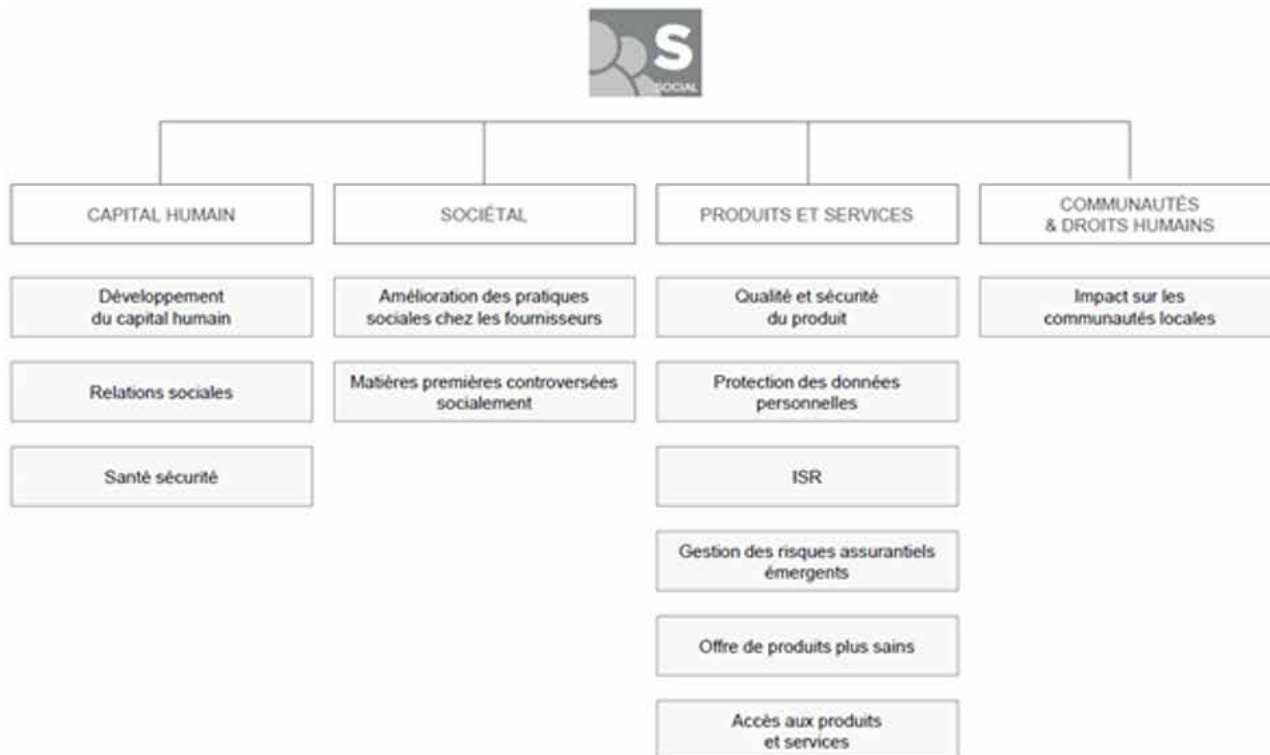 S
SOCIAL
CAPITAL HUMAIN
Développement
du capital humain
Relations sociales
Santé sécurité
SOCIÉTAL
Amélioration des pratiques
sociales chez les fournisseurs
Matières premières controversées
socialement
PRODUITS ET SERVICES
Qualité et sécurité
du produit
Protection des données
personnelles
ISR
Gestion des risques assurantiels
émergents
Offre de produits plus sains
Accès aux produits
et services
COMMUNAUTÉS
& DROITS HUMAINS
Impact sur les
communautés locales